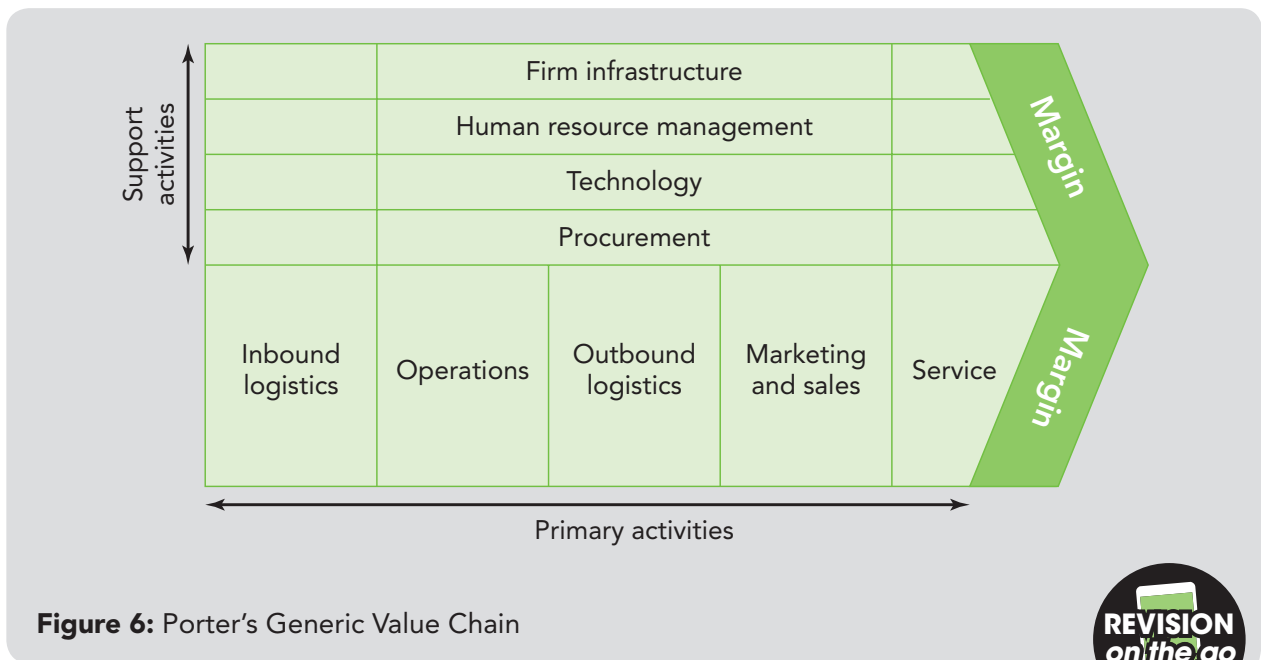 Support
activities
Firm infrastructure
Human resource management
Technology
Procurement
Margin
Inbound
logistics
Operations
Outbound
logistics
Marketing
and sales
Service
Margin
Primary activities
Figure 6: Porter's Generic Value Chain
REVISION
on the go